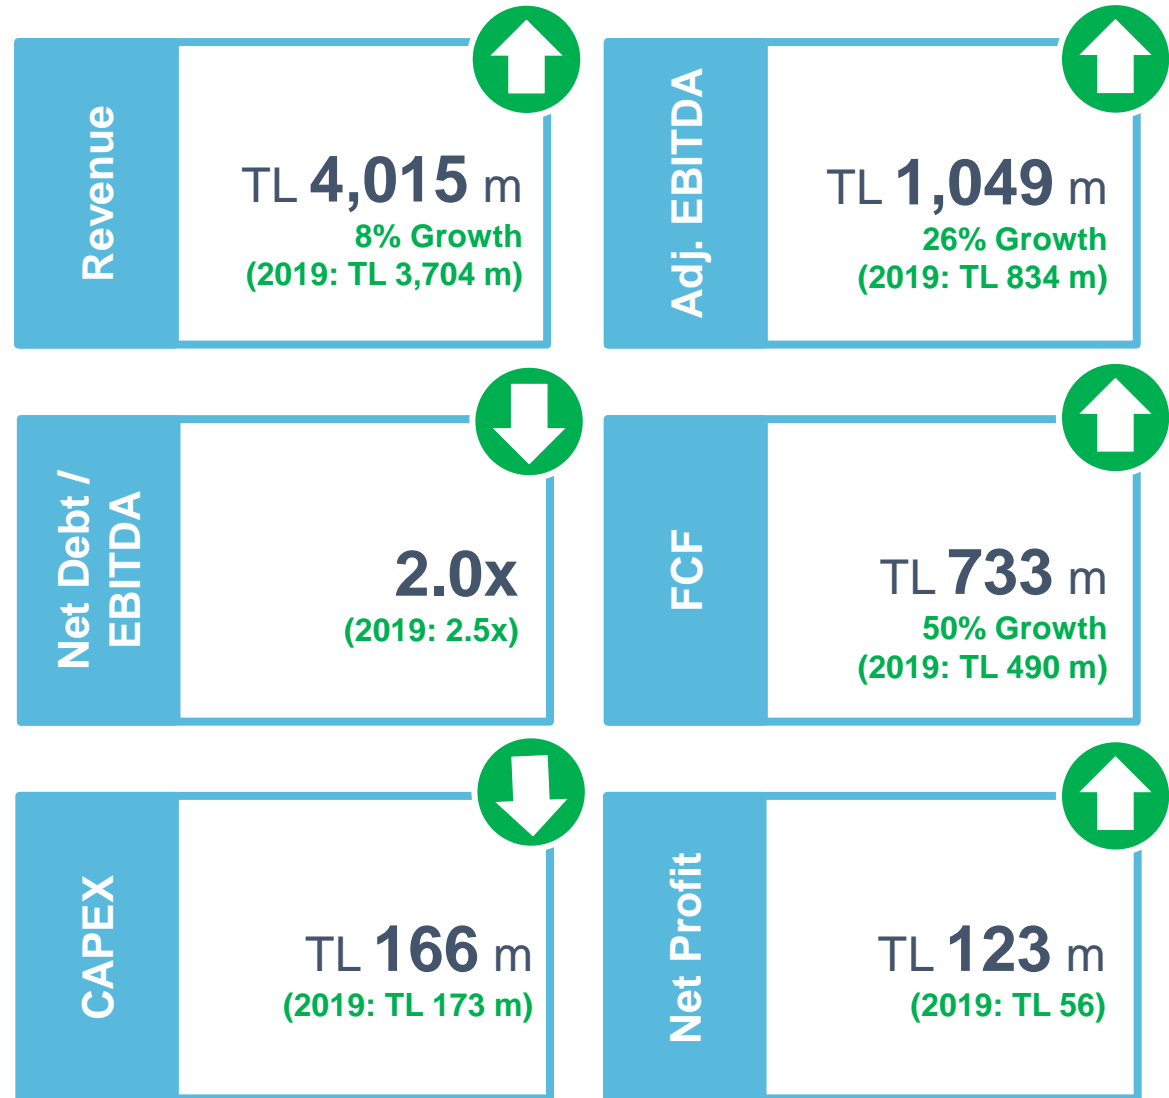 Revenue
TL 4,015 m
8% Growth
(2019: TL 3,704 m)
Adj. EBITDA
TL 1,049 m
26% Growth
(2019: TL 834 m)
Net Debt /
EBITDA
2.0x
(2019: 2.5x)
FCF
TL 733 m
50% Growth
(2019: TL 490 m)
CAPEX
TL 166 m
(2019: TL 173 m)
Net Profit
TL 123 m
(2019: TL 56)